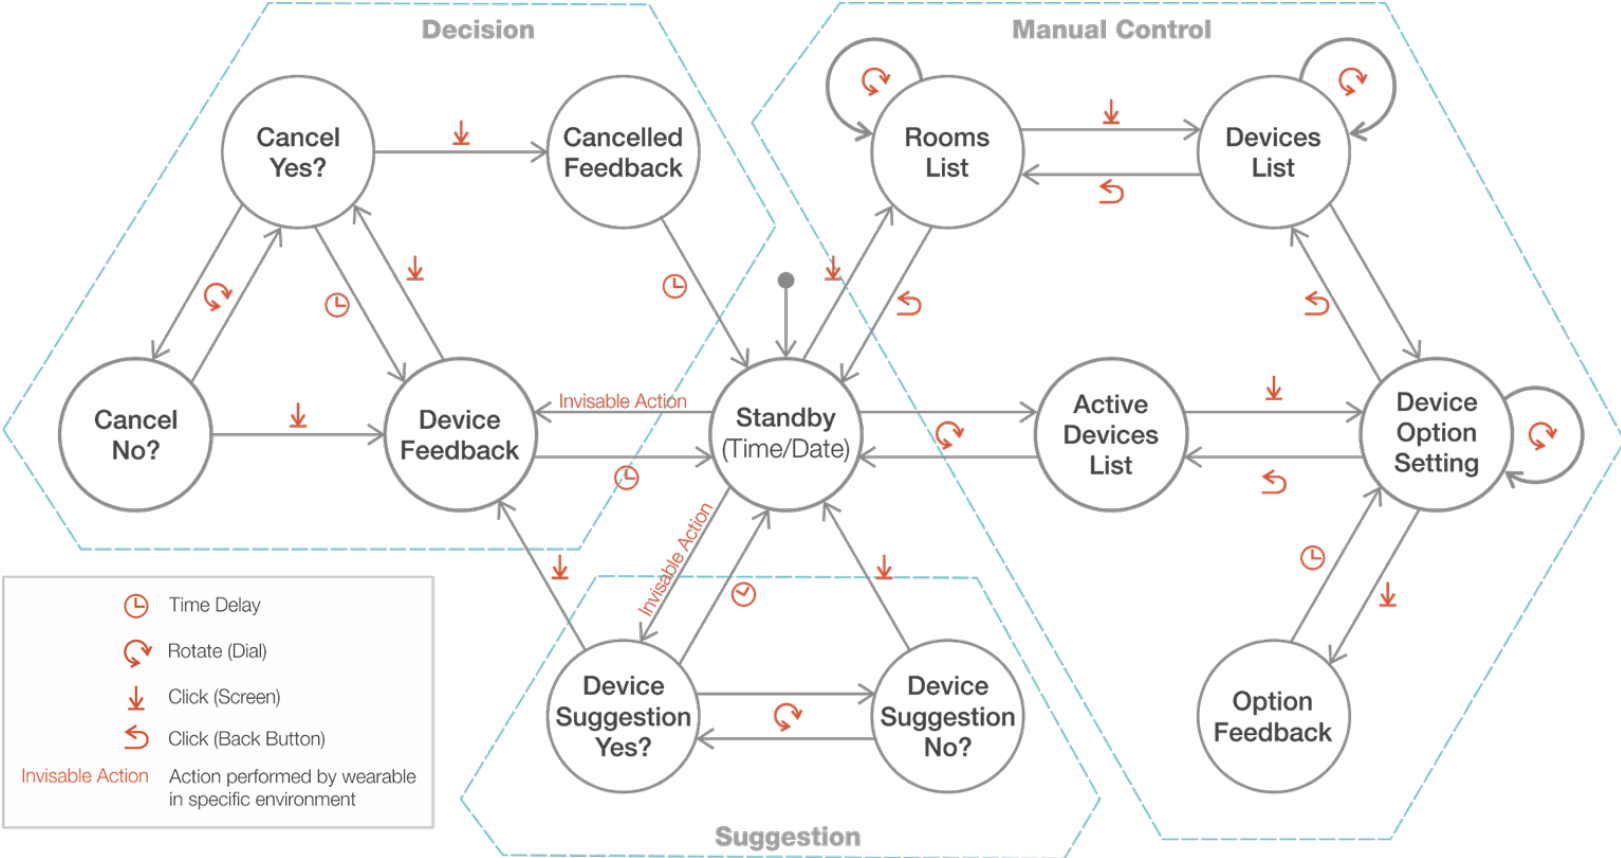 Decision
Manual Control
Cancel
Yes?
Cancelled
Feedback
Rooms
List
Devices
List
Cancel
No?
Device
Feedback
Invisable Action
Standby
(Time/Date)
Active
Devices
List
Device
Option
Setting
Invisable Action
Device
Suggestion
Yes?
Device
Suggestion
No?
Option
Feedback
Suggestion
Time Delay
Rotate (Dial)
Click (Screen)
Click (Back Button)
Invisable Action
Action performed by wearable
in specific environment